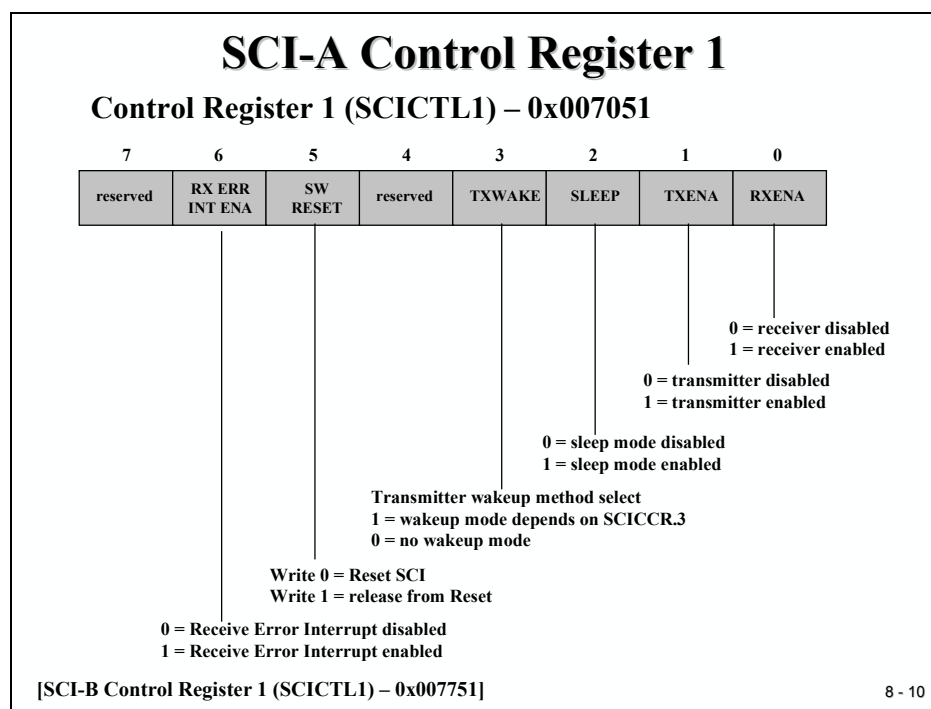 SCI-A Control Register 1
Control Register 1 (SCICTL1) – 0x007051
7 6 5 4 3 2 1 0
reserved RX ERR INT ENA SW RESET reserved TXWAKE SLEEP TXENA RXENA
0 = receiver disabled
1 = receiver enabled
0 = transmitter disabled
1 = transmitter enabled
0 = sleep mode disabled
1 = sleep mode enabled
Transmitter wakeup method select
1 = wakeup mode depends on SCICCR.3
0 = no wakeup mode
Write 0 = Reset SCI
Write 1 = release from Reset
0 = Receive Error Interrupt disabled
1 = Receive Error Interrupt enabled
[SCI-B Control Register 1 (SCICTL1) – 0x007751]
8 - 10